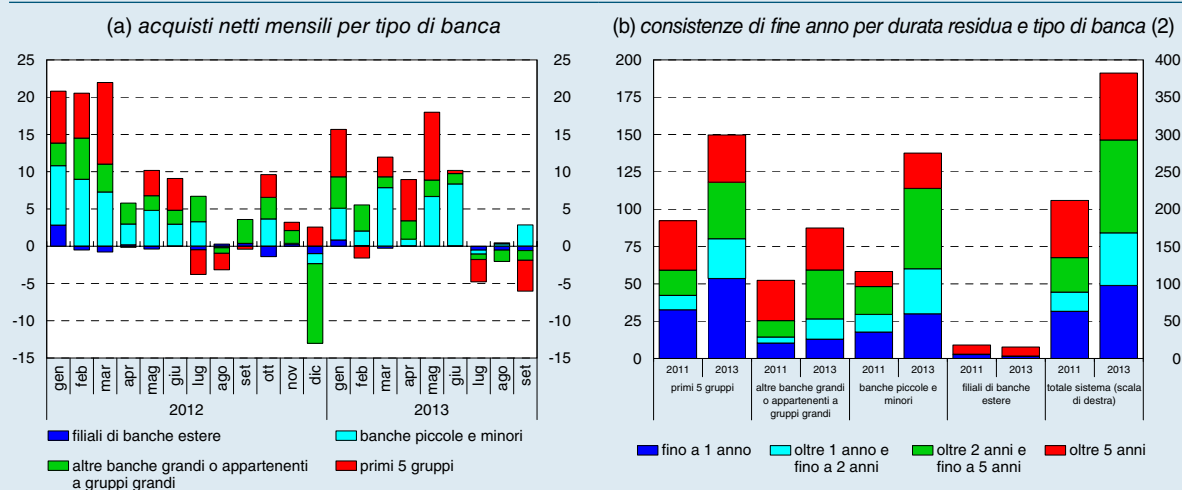 (a) acquisti netti mensili per tipo di banca
25 25
20 20
15 15
10 10
5 5
0 0
-5 -5
-10 -10
-15 -15
gen feb mar apr mag giu lug ago set ott nov dic gen feb mar apr mag giu lug ago set
2012 2013
filiali di banche estere
banche piccole e minori
altre banche grandi o appartenenti
a gruppi grandi
primi 5 gruppi
(b) consistenze di fine anno per durata residua e tipo di banca (2)
200 400
175 350
150 300
125 250
100 200
75 150
50 100
25 50
0 0
2011 2013 2011 2013 2011 2013 2011 2013 2011 2013
primi 5 gruppi
altre banche grandi
o appartenenti a
gruppi grandi
banche piccole e
minori
filiali di banche
estere
totale sistema (scala
di destra)
fino a 1 anno
oltre 1 anno e
fino a 2 anni
oltre 2 anni e
fino a 5 anni
oltre 5 anni